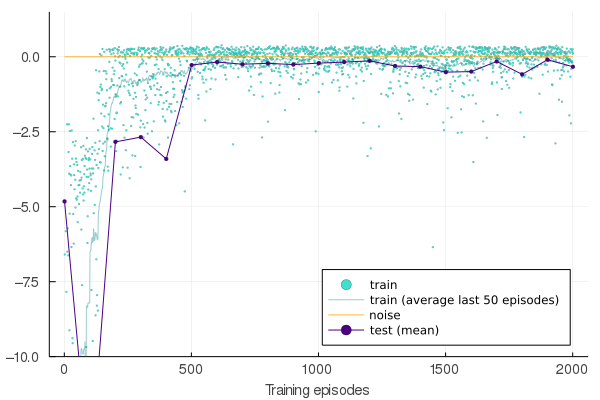 0.0
−2.5
−5.0
−7.5
−10.0
0
500
1000
1500
2000
Training episodes
train
train (average last 50 episodes)
noise
test (mean)